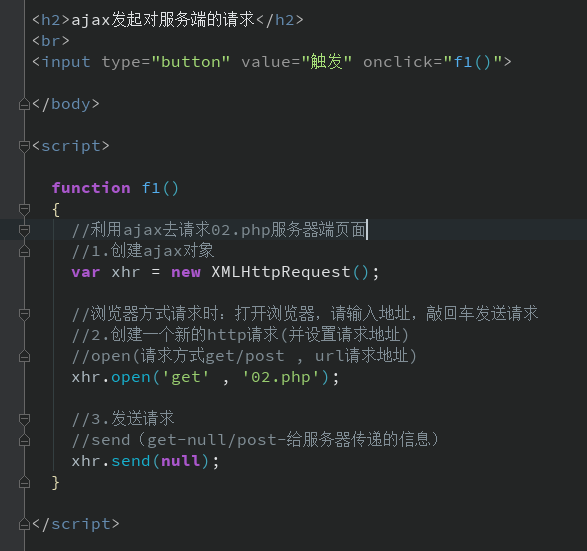 <h2>ajax发起对服务端的请求</h2>
<br>
<input type="button" value="触发" onclick="f1()">
</body>
<script>
function f1()
{
//利用ajax去请求02.php服务器端页面
//1.创建ajax对象
var xhr = new XMLHttpRequest();
//浏览器方式请求时：打开浏览器，请输入地址，敲回车发送请求
//2.创建一个新的http请求(并设置请求地址)
//open(请求方式get/post , url请求地址)
xhr.open('get' , '02.php');
//3.发送请求
//send（get-null/post-给服务器传递的信息）
xhr.send(null);
}
</script>